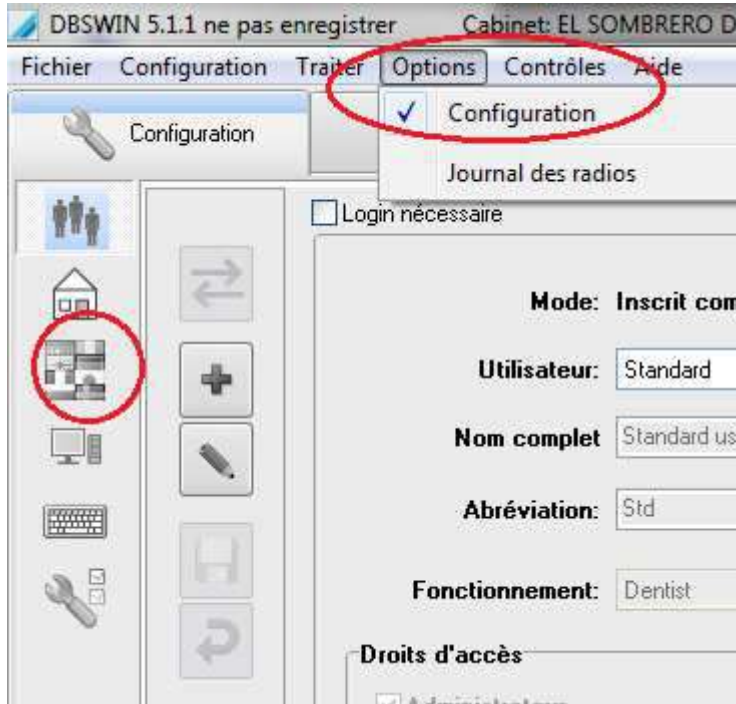 DBSWIN 5.1.1 ne pas enregistrer Cabinet: EL SOMBRERO D
Fichier Configuration Traiter Options Contrôles Aide
Configuration
Configuration
Journal des radios
Login nécessaire
Mode: Inscrit com
Utilisateur: Standard
Nom complet Standard us
Abréviation: Std
Fonctionnement: Dentist
Droits d'accès